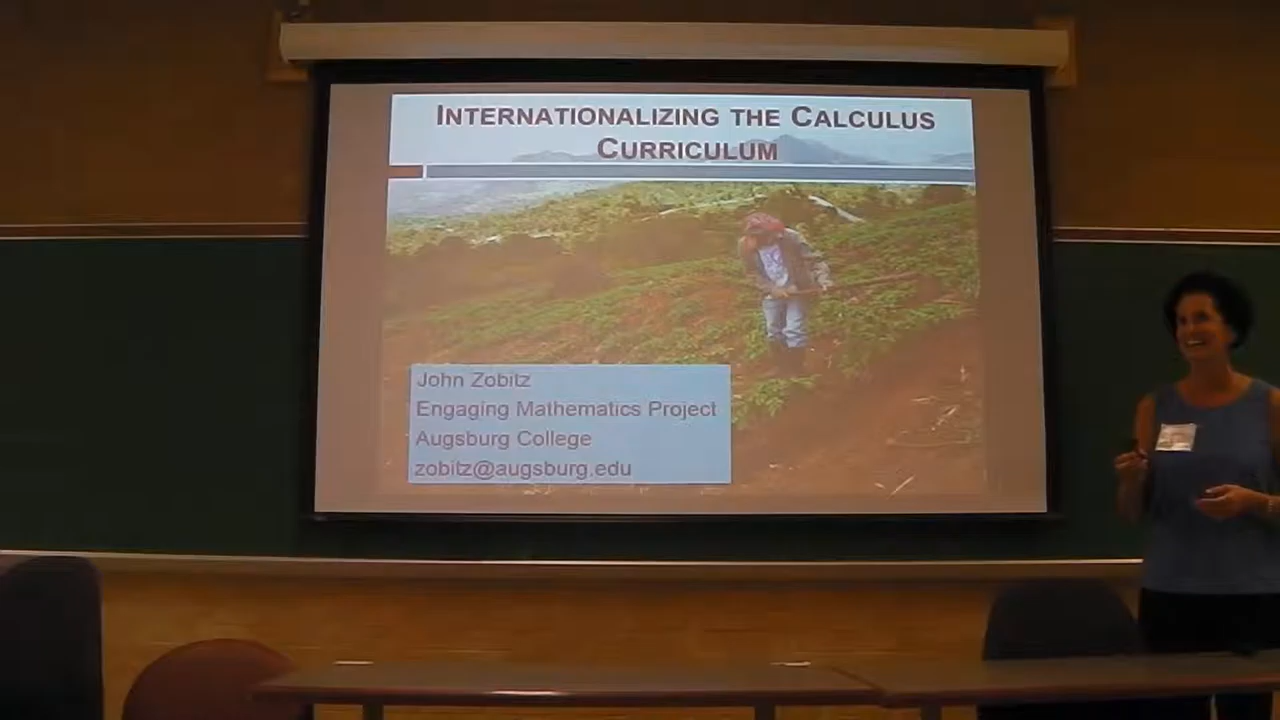 INTERNATIONALIZING THE CALCULUS
CURRICULUM
John Zobitz
Engaging Mathematics Project
Augsburg College
zobitz@augsburg.edu